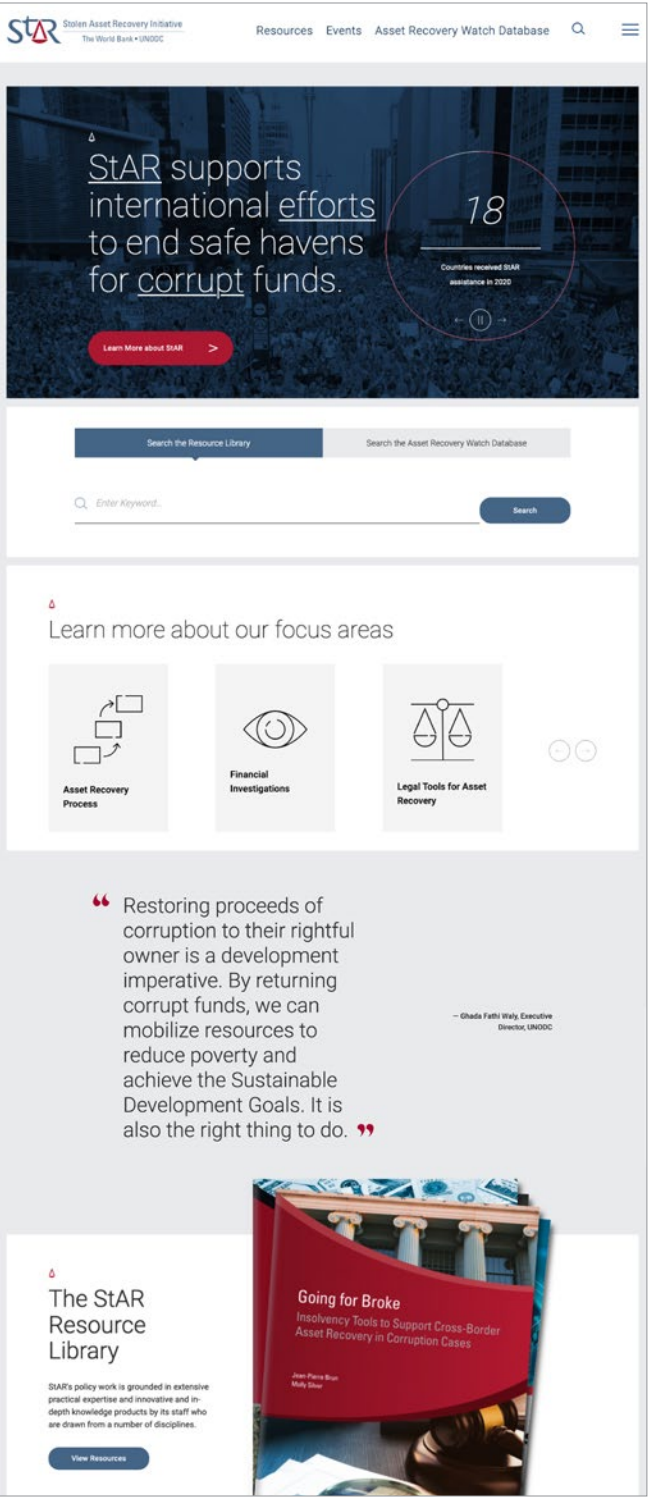 StAR Stolen Asset Recovery Initiative
The World Bank • UNODC
Resources Events Asset Recovery Watch Database
StAR supports
international efforts
to end safe havens
for corrupt funds.
18
Countries received StAR
assistance in 2020
Learn More about StAR >
Search the Resource Library
Search the Asset Recovery Watch Database
Enter Keyword..
Search
Learn more about our focus areas
Asset Recovery
Process
Financial
Investigations
Legal Tools for Asset
Recovery
“ Restoring proceeds of
corruption to their rightful
owner is a development
imperative. By returning
corrupt funds, we can
mobilize resources to
reduce poverty and
achieve the Sustainable
Development Goals. It is
also the right thing to do. ”
— Ghada Fathi Waly, Executive
Director, UNODC
The StAR
Resource
Library
StAR's policy work is grounded in extensive
practical expertise and innovative and in-
depth knowledge products by its staff who
are drawn from a number of disciplines.
View Resources
Going for Broke
Insolvency Tools to Support Cross-Border
Asset Recovery in Corruption Cases
Jean-Pierre Brun
Molly Silver